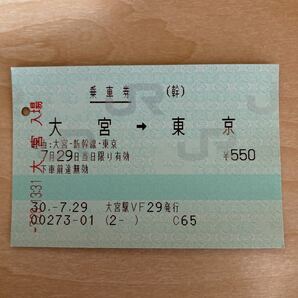 乗車券 (幹)
大宮 → 東京
経:大宮・新幹線・東京
7月29日当日限り有効 ¥550
下車前途無効
30.-7.29 大宮駅VF29発行
00273-01 (2-) C65
大宮 入場